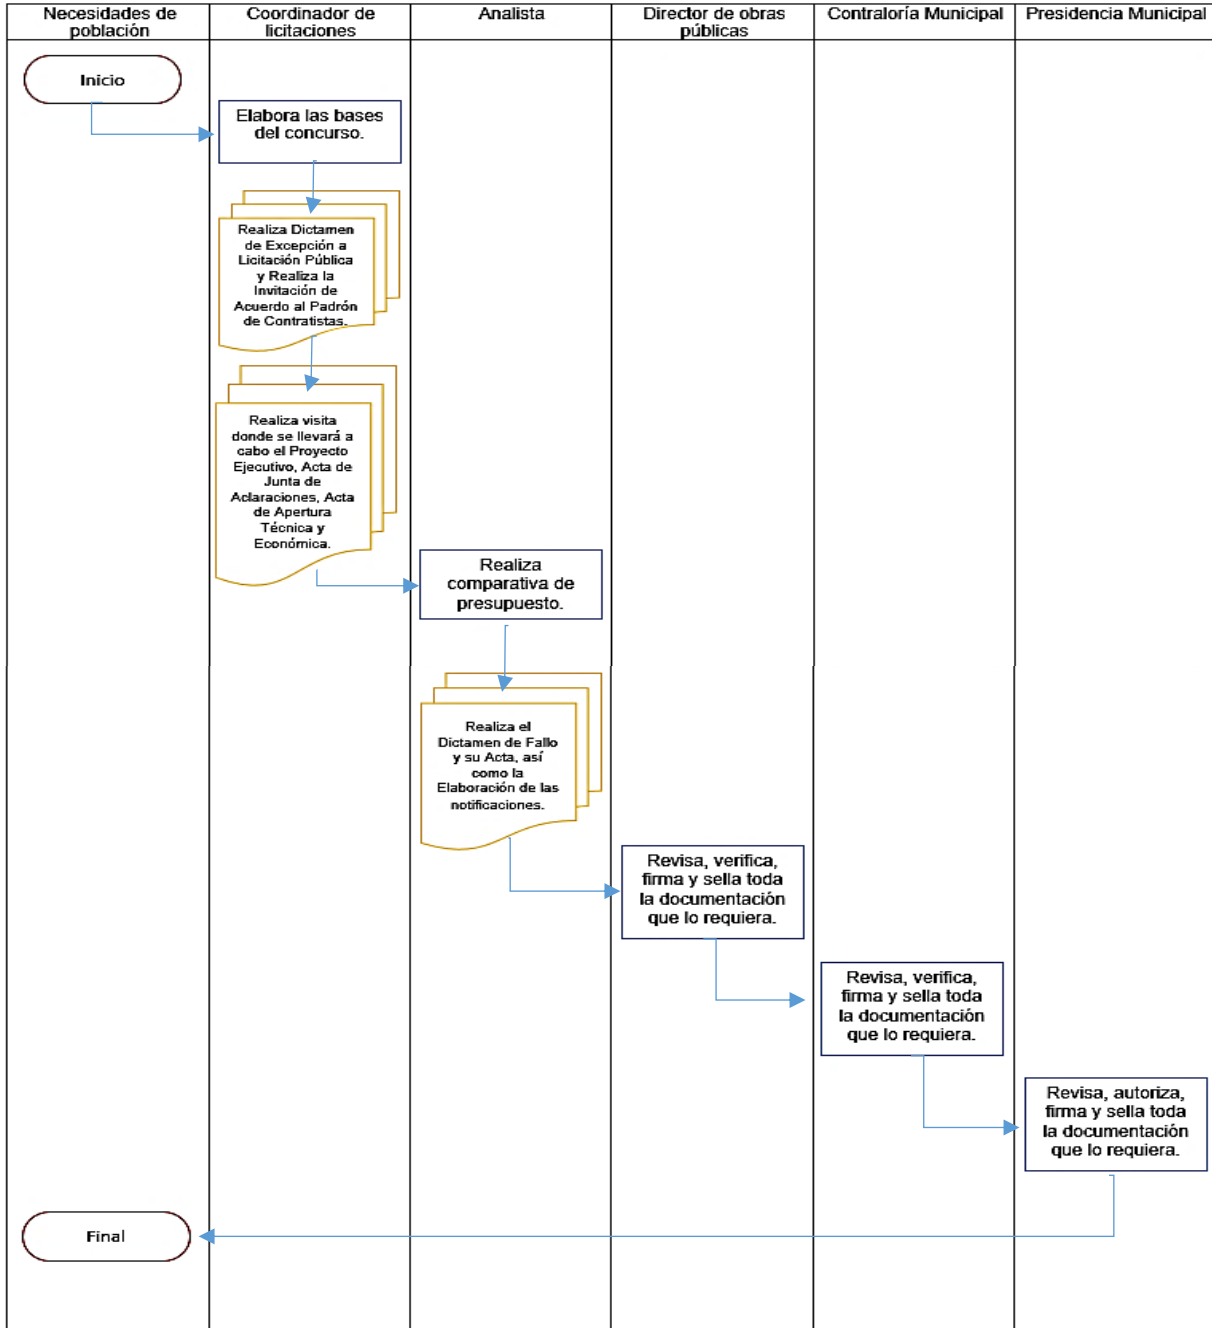 Necesidades de
población
Coordinador de
licitaciones
Analista
Director de obras
públicas
Contraloría Municipal
Presidencia Municipal
Inicio
Elabora las bases
del concurso.
Realiza Dictamen
de Excepción a
Licitación Pública
y Realiza la
Invitación de
Acuerdo al Padrón
de Contratistas.
Realiza visita
donde se llevará a
cabo el Proyecto
Ejecutivo, Acta de
Junta de
Aclaraciones, Acta
de Apertura
Técnica y
Económica.
Realiza
comparativa de
presupuesto.
Realiza el
Dictamen de Fallo
y su Acta, así
como la
Elaboración de las
notificaciones.
Revisa, verifica,
firma y sella toda
la documentación
que lo requiera.
Revisa, verifica,
firma y sella toda
la documentación
que lo requiera.
Revisa, autoriza,
firma y sella toda
la documentación
que lo requiera.
Final